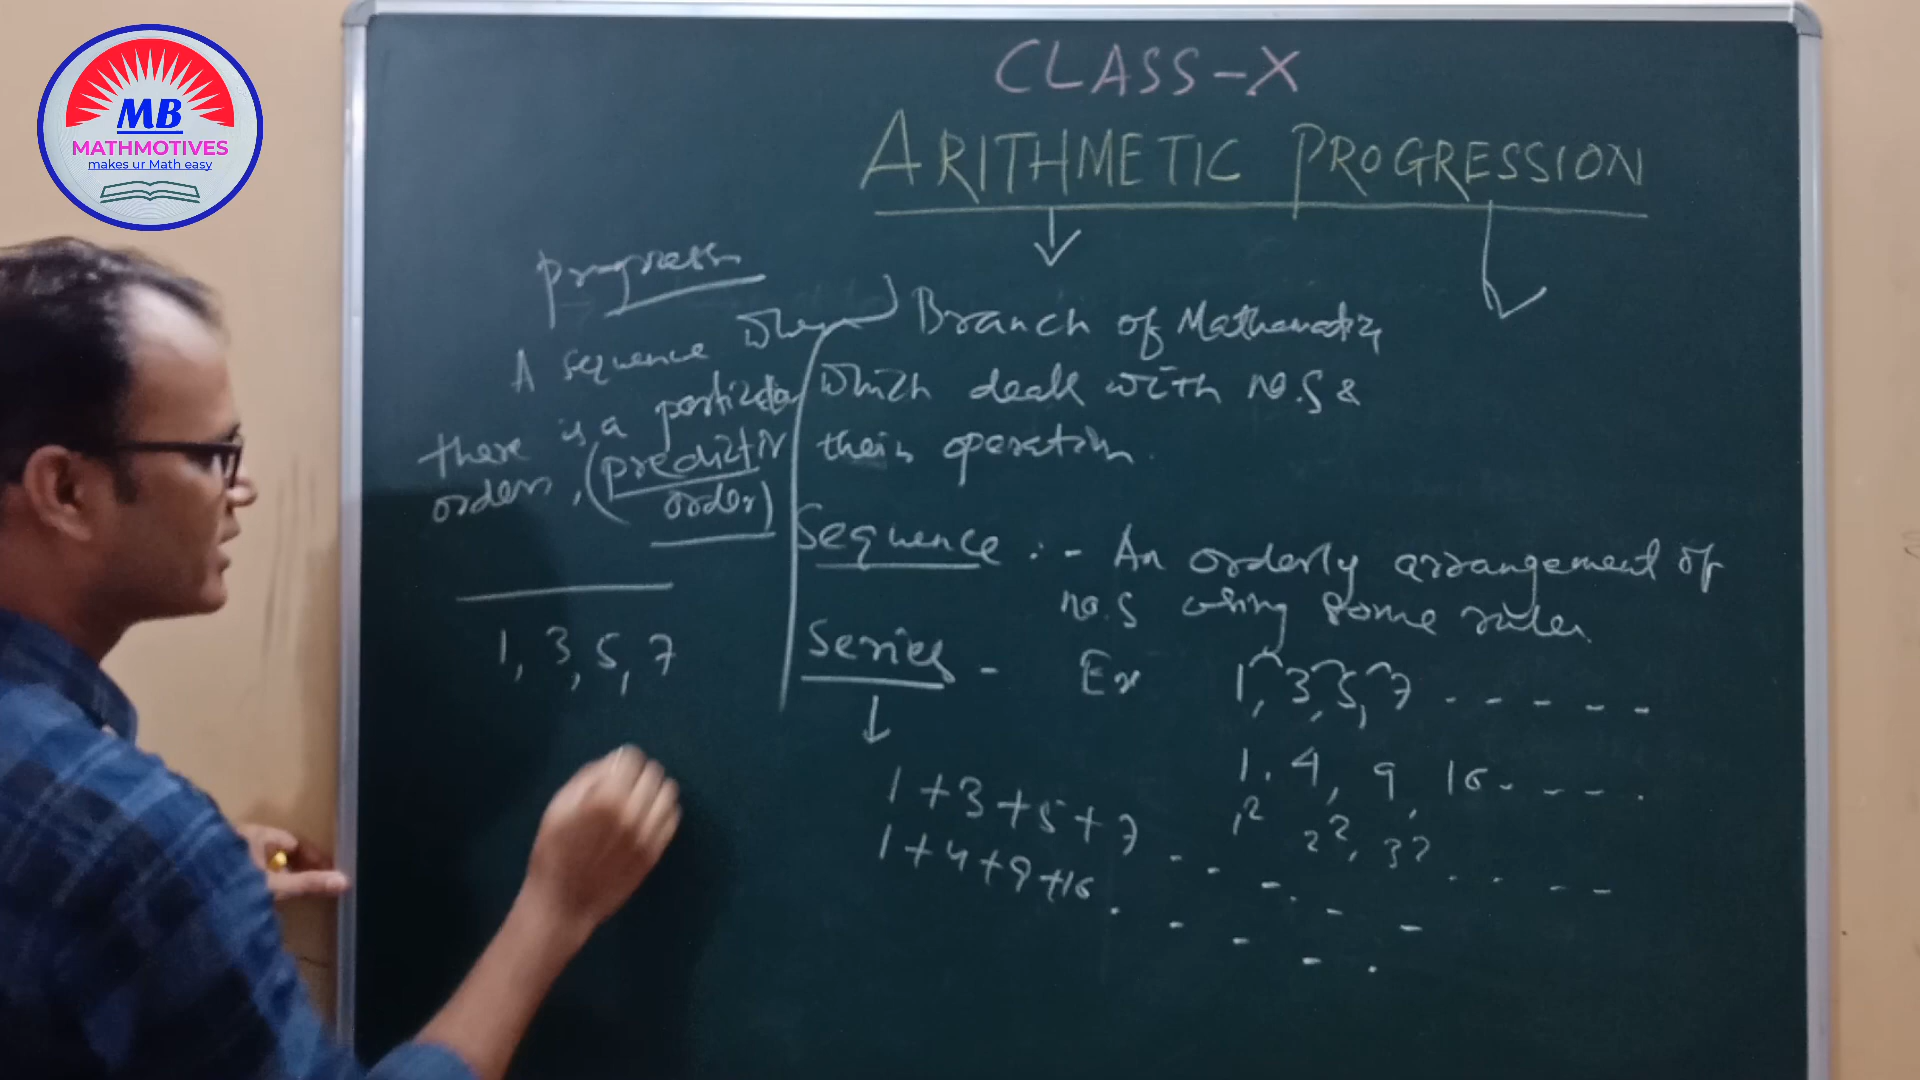 MB
MATHMOTIVES
makes ur Math easy
CLASS-X
ARITHMETIC PROGRESSION
Progression
A sequence where
there is a particular
order, (predictive
order)
1, 3, 5, 7
Branch of Mathematics
which deals with No.S &
their operation.
Sequence :- An orderly arrangement of
no.S using some rules.
Series - Ex 1, 3, 5, 7 - - - - -
1, 4, 9, 16 - - - .
1² 2², 3² . . - -
1+3+5+7 - - - . - -
1+4+9+16 . - - - .